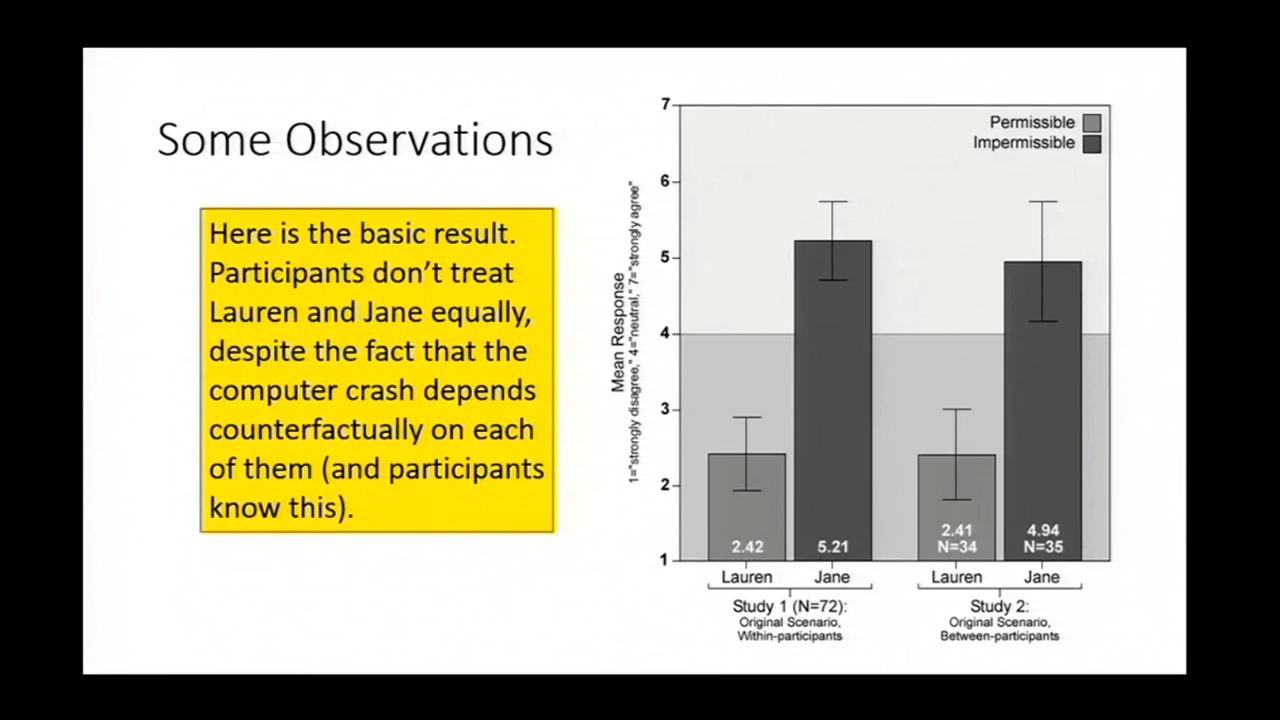 Some Observations
Here is the basic result.
Participants don't treat
Lauren and Jane equally,
despite the fact that the
computer crash depends
counterfactually on each
of them (and participants
know this).
Mean Response
1="strongly disagree," 4="neutral," 7="strongly agree"
7
6
5
4
3
2
1
Permissible
Impermissible
2.42
5.21
2.41
N=34
4.94
N=35
Lauren
Jane
Lauren
Jane
Study 1 (N=72):
Original Scenario,
Within-participants
Study 2:
Original Scenario,
Between-participants